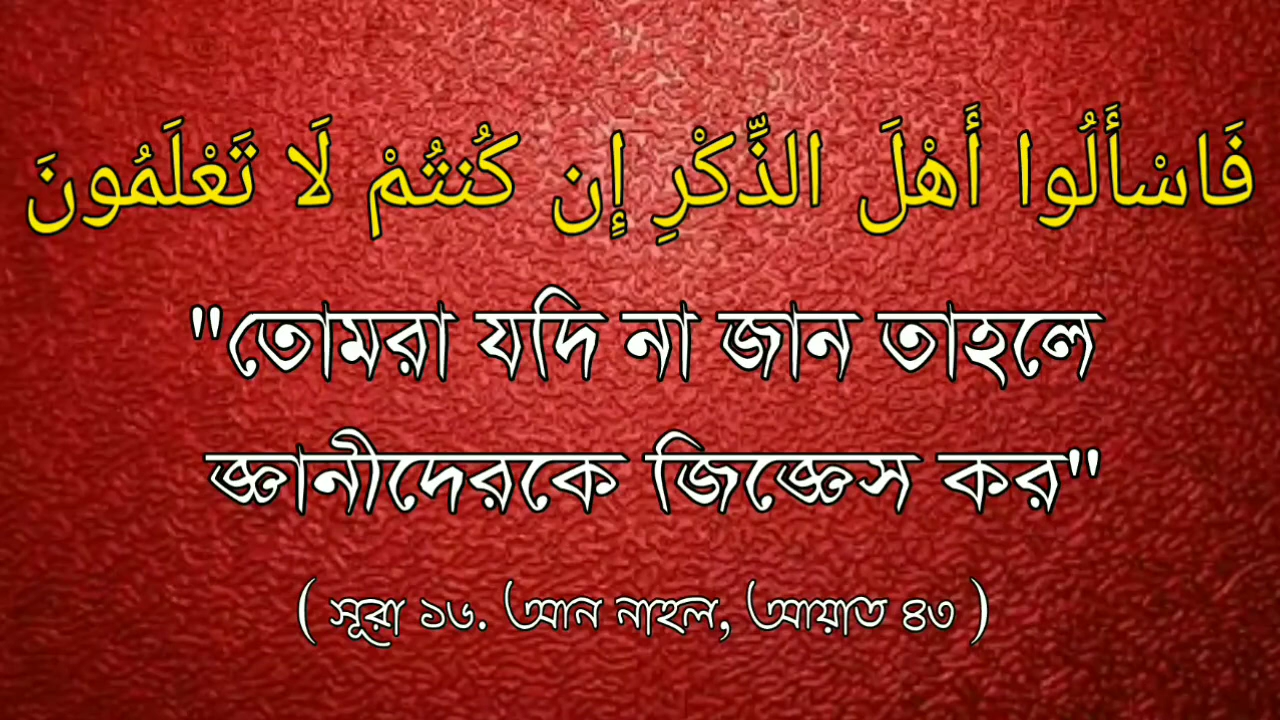 فَاسْأَلُوا أَهْلَ الذِّكْرِ إِن كُنتُمْ لَا تَعْلَمُونَ
"তোমরা যদি না জান তাহলে
জ্ঞানীদেরকে জিজ্ঞেস কর"
( সূরা ১৬. আন নাহল, আয়াত ৪৩ )